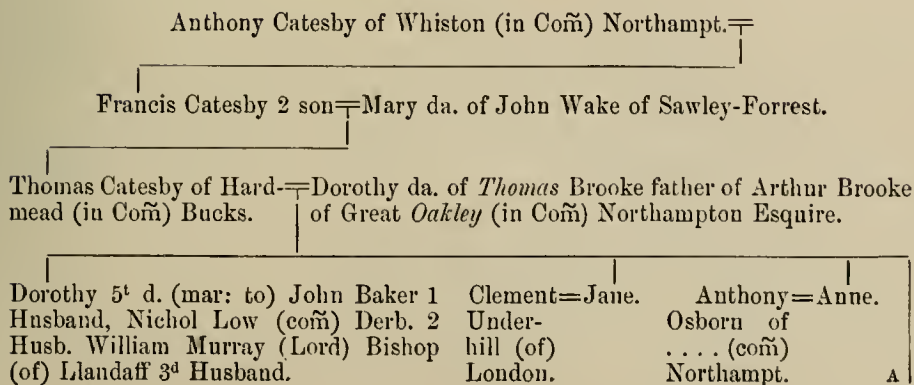 Anthony Catesby of Whiston (in Com̃) Northampt.
Francis Catesby 2 son=Mary da. of John Wake of Sawley-Forrest.
Thomas Catesby of Hard-=Dorothy da. of Thomas Brooke father of Arthur Brooke
mead (in Com̃) Bucks. of Great Oakley (in Com̃) Northampton Esquire.
Dorothy 5ᵗ d. (mar: to) John Baker 1
Husband, Nichol Low (com̃) Derb. 2
Husb. William Murray (Lord) Bishop
(of) Llandaff 3ᵈ Husband.
Clement=Jane.
Under-
hill (of)
London.
Anthony=Anne.
Osborn of
. . . . (com̃)
Northampt.
A